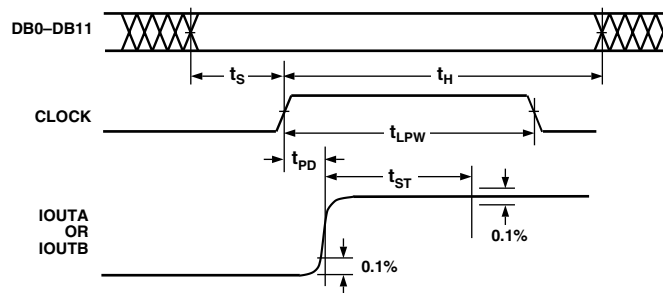 DB0–DB11
tS
tH
CLOCK
tLPW
tPD
tST
IOUTA
OR
IOUTB
0.1%
0.1%